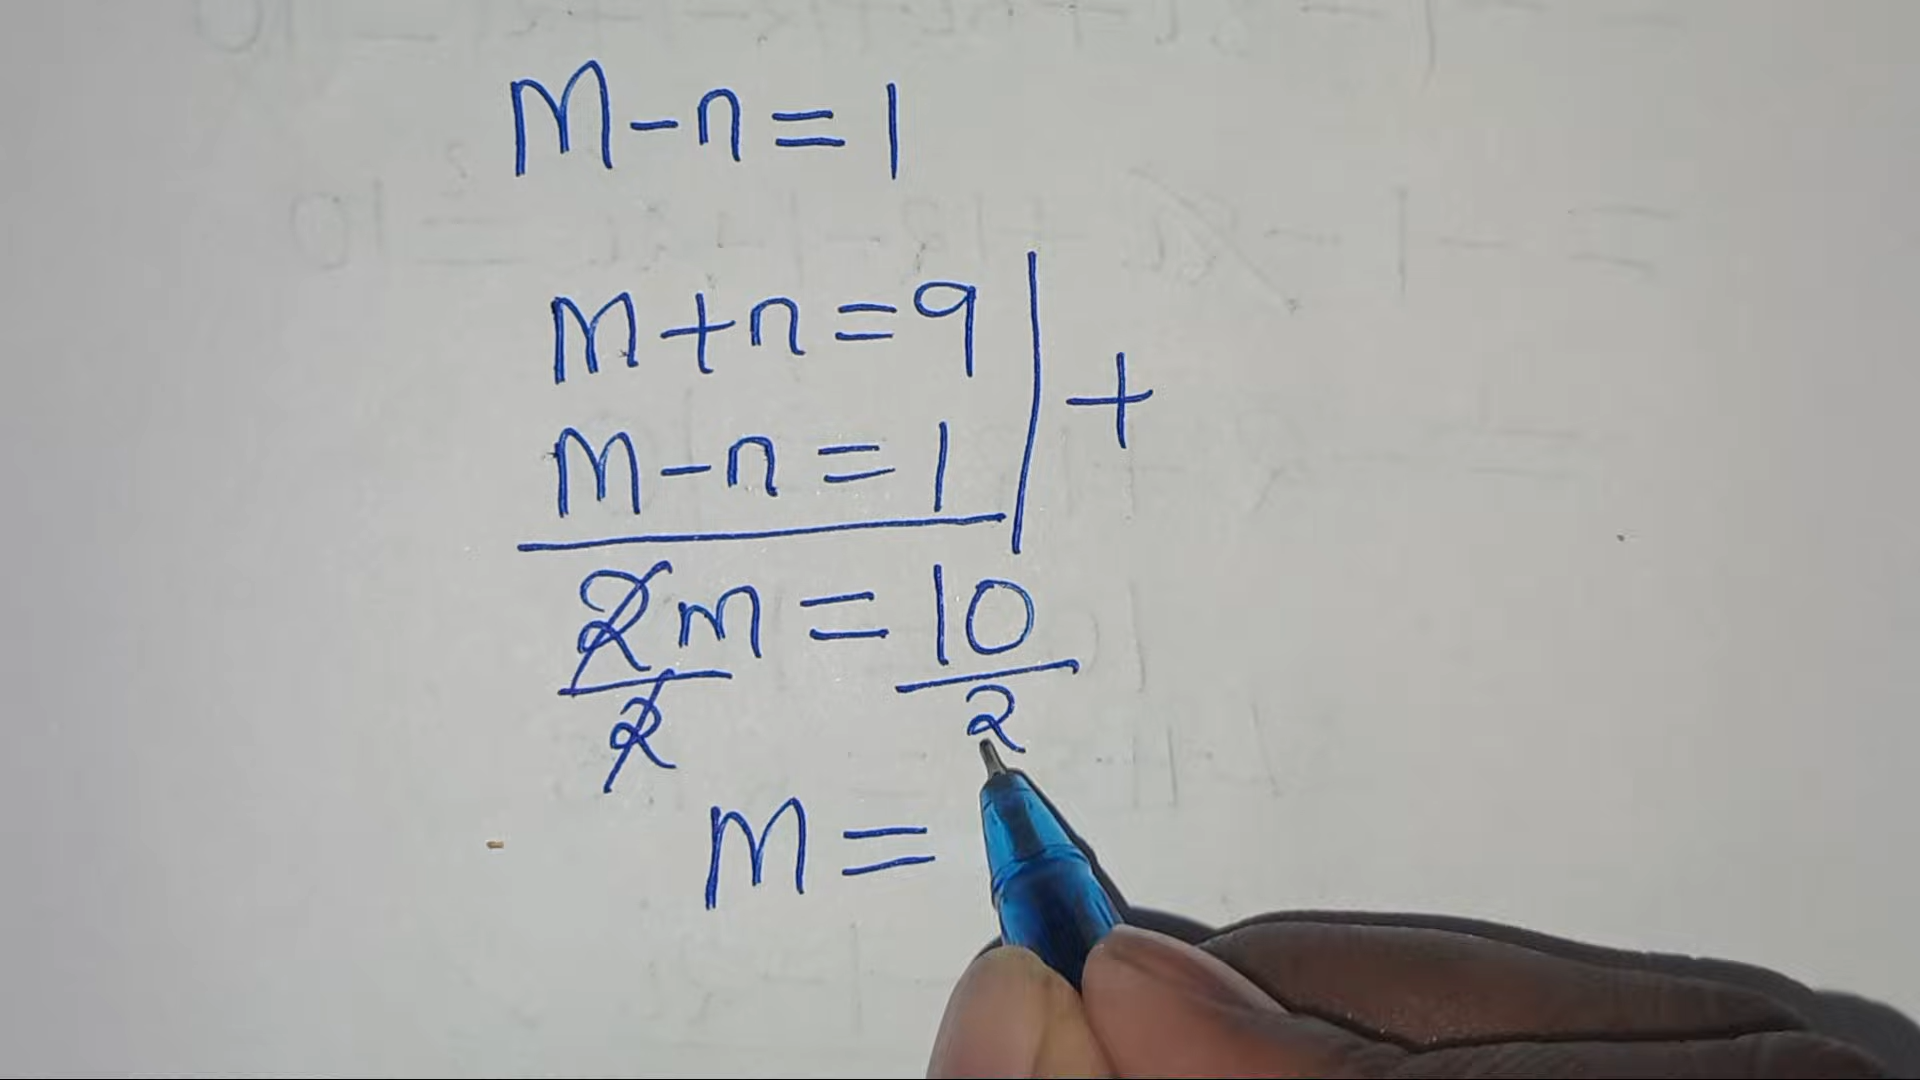 m-n=1
m+n=9
m-n=1
+
2m=10
2 2
m=